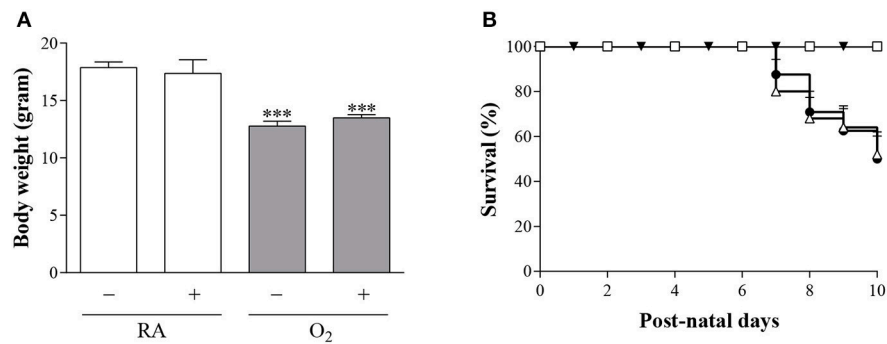 A
Body weight (gram)
20
15
10
5
0
*** ***
− + − +
RA O₂
B
Survival (%)
100
80
60
40
20
0
0 2 4 6 8 10
Post-natal days